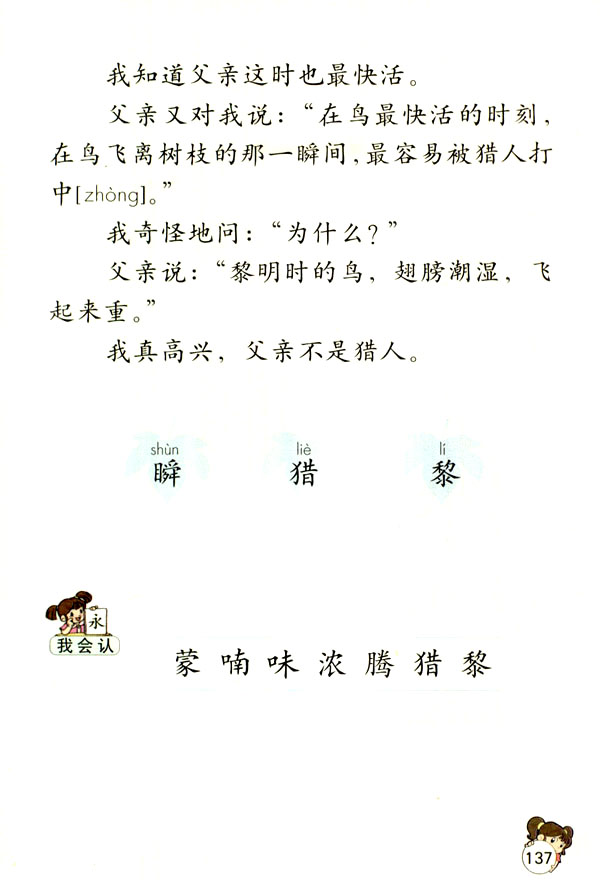 我知道父亲这时也最快活。
父亲又对我说：“在鸟最快活的时刻，
在鸟飞离树枝的那一瞬间，最容易被猎人打
中[zhòng]。”
我奇怪地问：“为什么？”
父亲说：“黎明时的鸟，翅膀潮湿，飞
起来重。”
我真高兴，父亲不是猎人。
shùn liè lí
瞬 猎 黎
永
我会认
蒙 喃 味 浓 腾 猎 黎
137